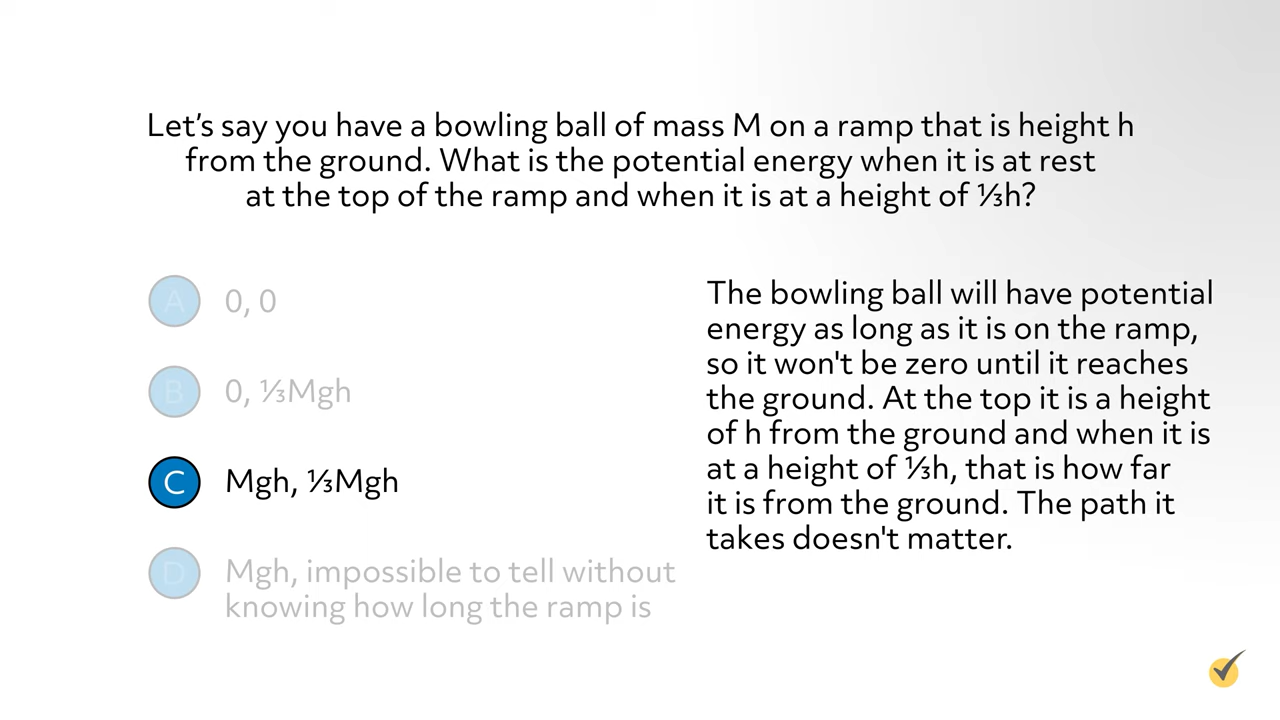 Let’s say you have a bowling ball of mass M on a ramp that is height h
from the ground. What is the potential energy when it is at rest
at the top of the ramp and when it is at a height of ⅓h?
A 0, 0
B 0, ⅓Mgh
C Mgh, ⅓Mgh
D Mgh, impossible to tell without
knowing how long the ramp is
The bowling ball will have potential
energy as long as it is on the ramp,
so it won't be zero until it reaches
the ground. At the top it is a height
of h from the ground and when it is
at a height of ⅓h, that is how far
it is from the ground. The path it
takes doesn't matter.